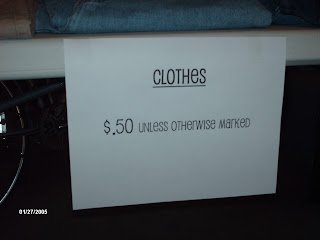 CLOTHES
$.50 UNLESS OTHERWISE MARKED
01/27/2005